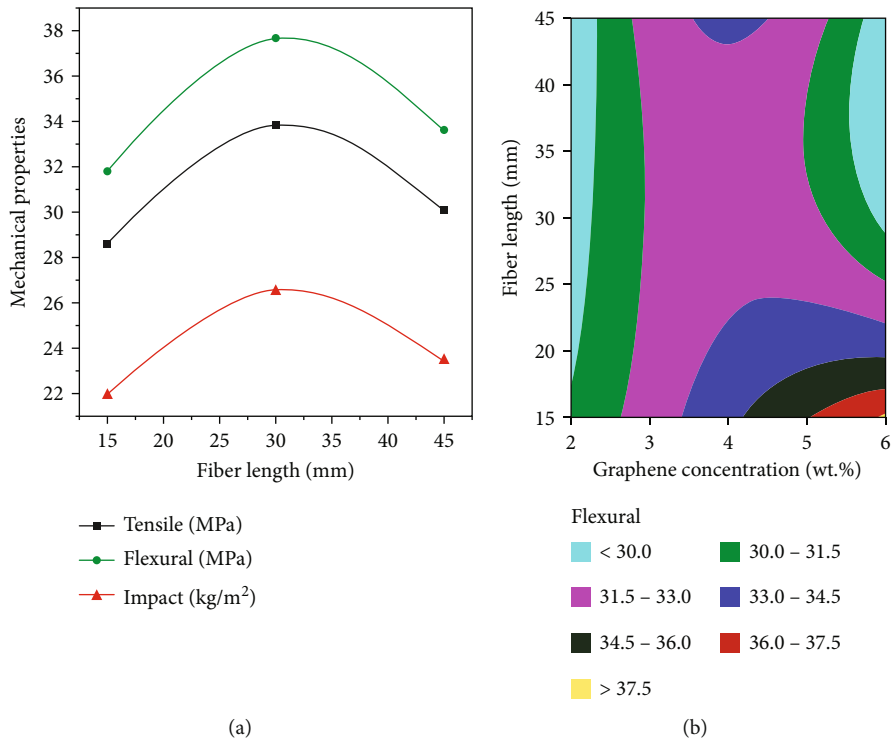 38
36
34
32
30
28
26
24
22
Mechanical properties
15 20 25 30 35 40 45
Fiber length (mm)
Tensile (MPa)
Flexural (MPa)
Impact (kg/m²)
(a)
45
40
35
30
25
20
15
Fiber length (mm)
2 3 4 5 6
Graphene concentration (wt.%)
Flexural
< 30.0 30.0 – 31.5
31.5 – 33.0 33.0 – 34.5
34.5 – 36.0 36.0 – 37.5
> 37.5
(b)